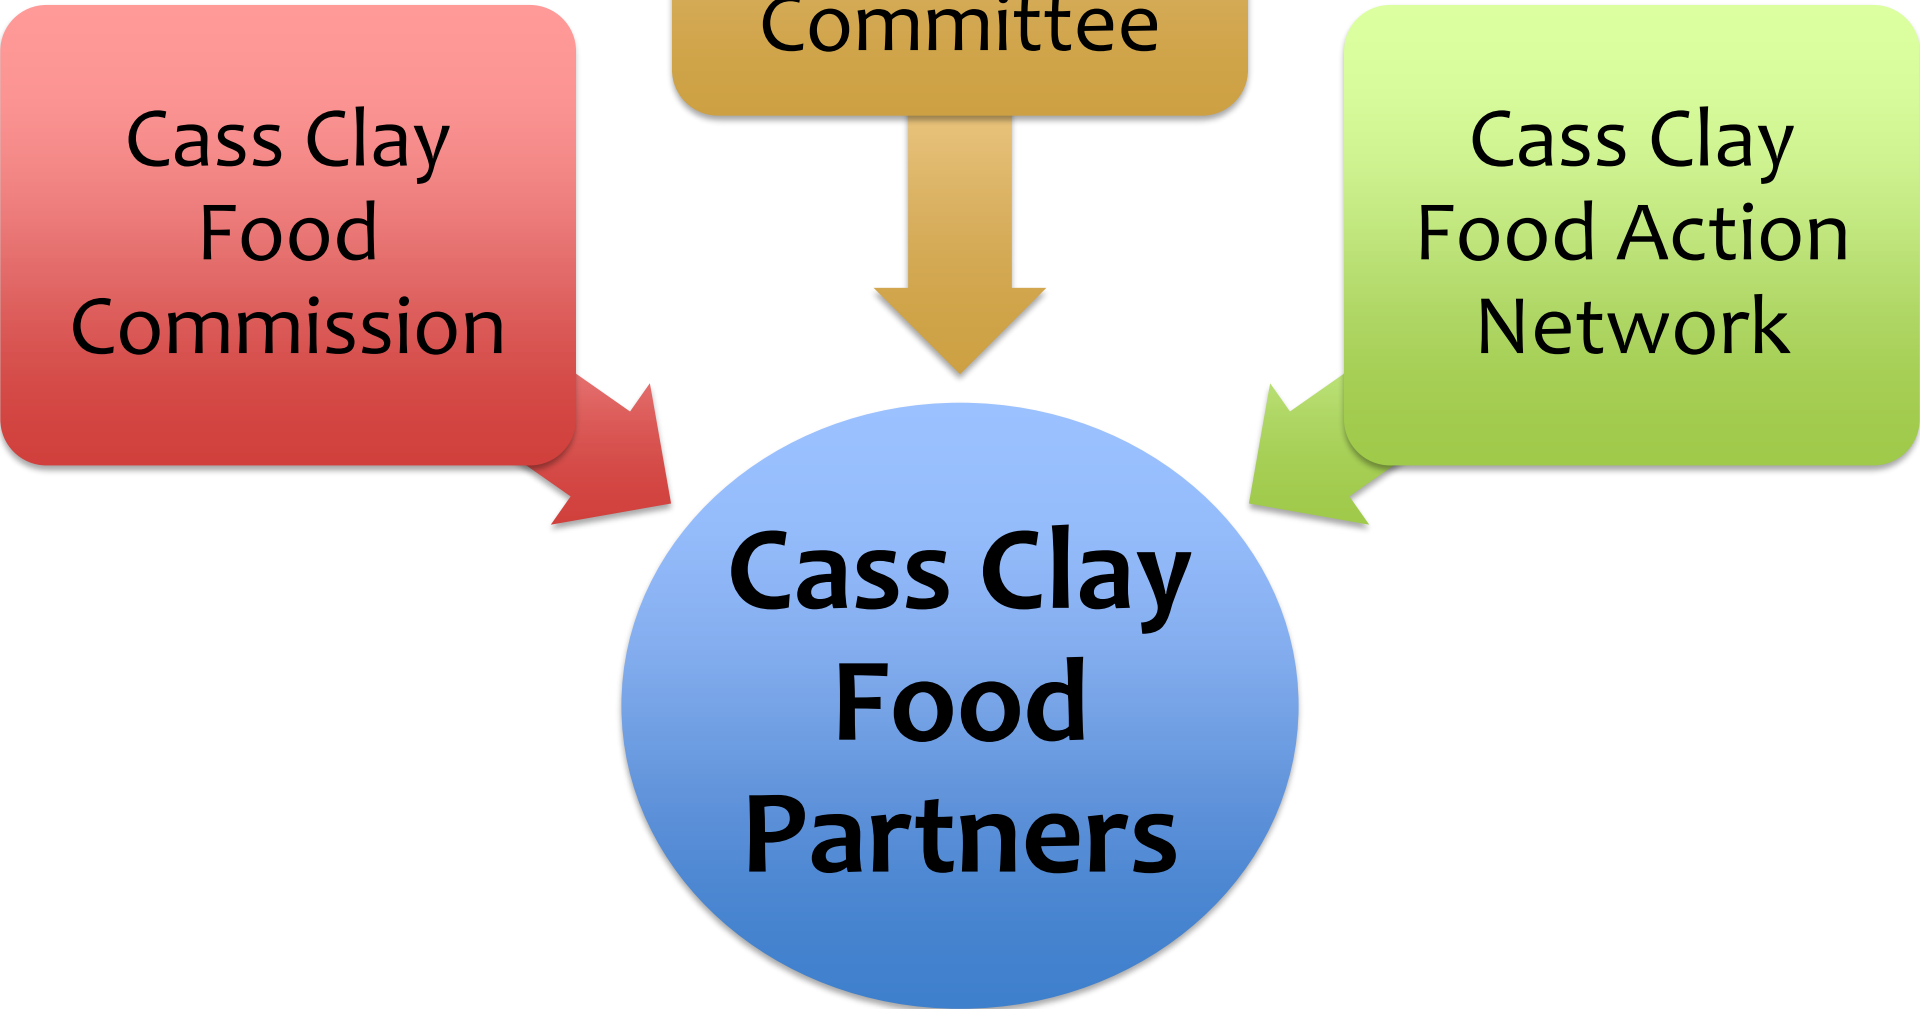 Committee
Cass Clay
Food
Commission
Cass Clay
Food Action
Network
Cass Clay
Food
Partners